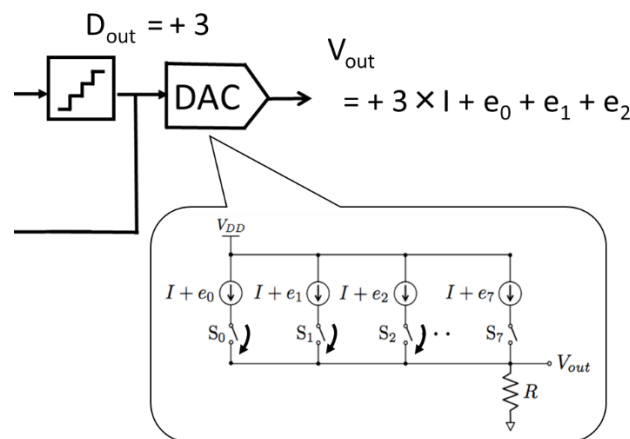 D_out = + 3
V_out
DAC
= + 3 × I + e_0 + e_1 + e_2
V_DD
I + e_0
I + e_1
I + e_2
I + e_7
S_0
S_1
S_2
··
S_7
V_out
R